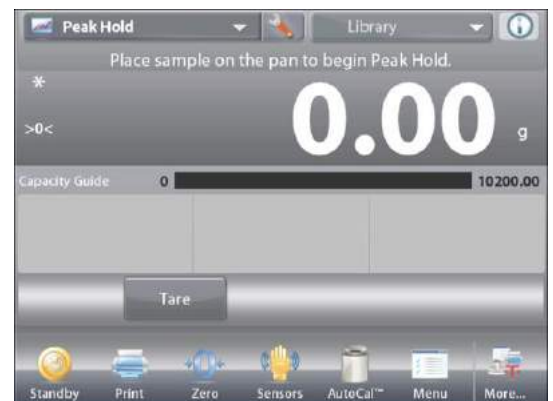 Peak Hold Library
Place sample on the pan to begin Peak Hold.
*
>0< 0.00 g
Capacity Guide 0 10200.00
Tare
Standby Print Zero Sensors AutoCal™ Menu More...